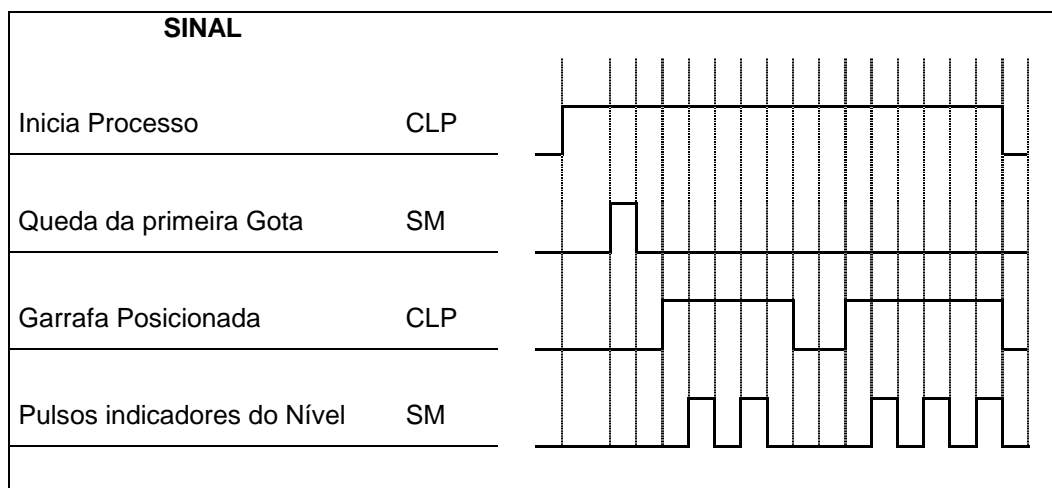 SINAL
Inicia Processo CLP
Queda da primeira Gota SM
Garrafa Posicionada CLP
Pulsos indicadores do Nível SM